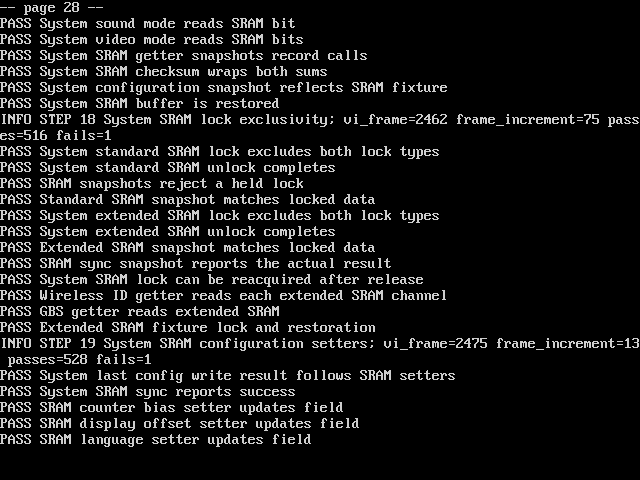 -- page 28 --
PASS System sound mode reads SRAM bit
PASS System video mode reads SRAM bits
PASS System SRAM getter snapshots record calls
PASS System SRAM checksum wraps both sums
PASS System configuration snapshot reflects SRAM fixture
PASS System SRAM buffer is restored
INFO STEP 18 System SRAM lock exclusivity; vi_frame=2462 frame_increment=75 pass
es=516 fails=1
PASS System standard SRAM lock excludes both lock types
PASS System standard SRAM unlock completes
PASS SRAM snapshots reject a held lock
PASS Standard SRAM snapshot matches locked data
PASS System extended SRAM lock excludes both lock types
PASS System extended SRAM unlock completes
PASS Extended SRAM snapshot matches locked data
PASS SRAM sync snapshot reports the actual result
PASS System SRAM lock can be reacquired after release
PASS Wireless ID getter reads each extended SRAM channel
PASS GBS getter reads extended SRAM
PASS Extended SRAM fixture lock and restoration
INFO STEP 19 System SRAM configuration setters; vi_frame=2475 frame_increment=13
 passes=528 fails=1
PASS System last config write result follows SRAM setters
PASS System SRAM sync reports success
PASS SRAM counter bias setter updates field
PASS SRAM display offset setter updates field
PASS SRAM language setter updates field